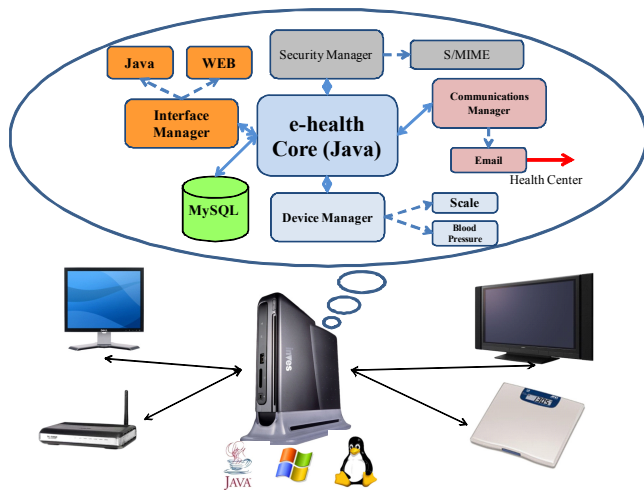 Java
WEB
Security Manager
S/MIME
Interface
Manager
e-health
Core (Java)
Communications
Manager
Email
Health Center
MySQL
Device Manager
Scale
Blood
Pressure
JAVA